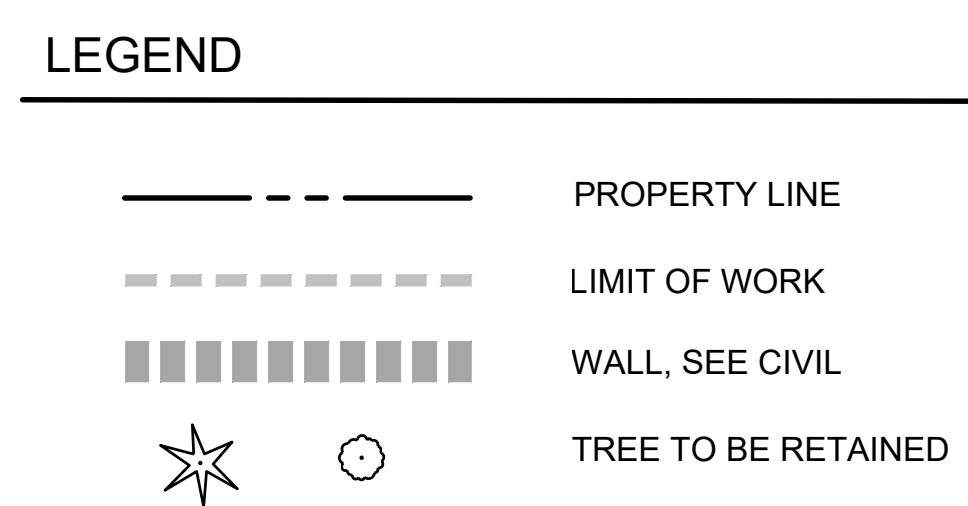 LEGEND
PROPERTY LINE
LIMIT OF WORK
WALL, SEE CIVIL
TREE TO BE RETAINED